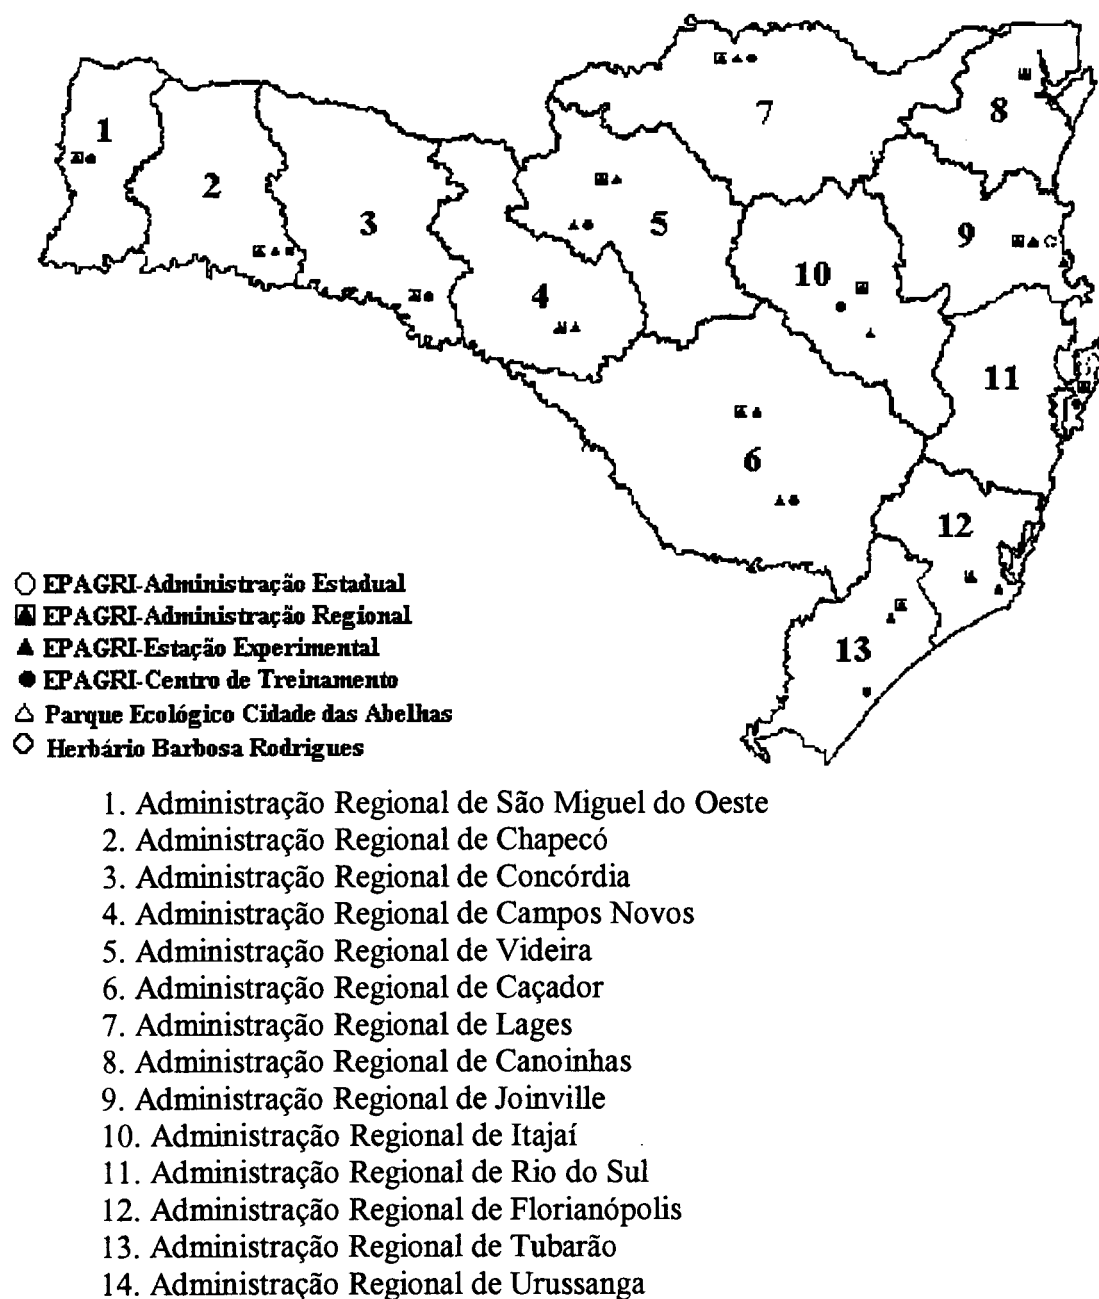 1
2
3
4
5
6
7
8
9
10
11
12
13
EPAGRI-Administração Estadual
EPAGRI-Administração Regional
EPAGRI-Estação Experimental
EPAGRI-Centro de Treinamento
Parque Ecológico Cidade das Abelhas
Herbário Barbosa Rodrigues
1. Administração Regional de São Miguel do Oeste
2. Administração Regional de Chapecó
3. Administração Regional de Concórdia
4. Administração Regional de Campos Novos
5. Administração Regional de Videira
6. Administração Regional de Caçador
7. Administração Regional de Lages
8. Administração Regional de Canoinhas
9. Administração Regional de Joinville
10. Administração Regional de Itajaí
11. Administração Regional de Rio do Sul
12. Administração Regional de Florianópolis
13. Administração Regional de Tubarão
14. Administração Regional de Urussanga